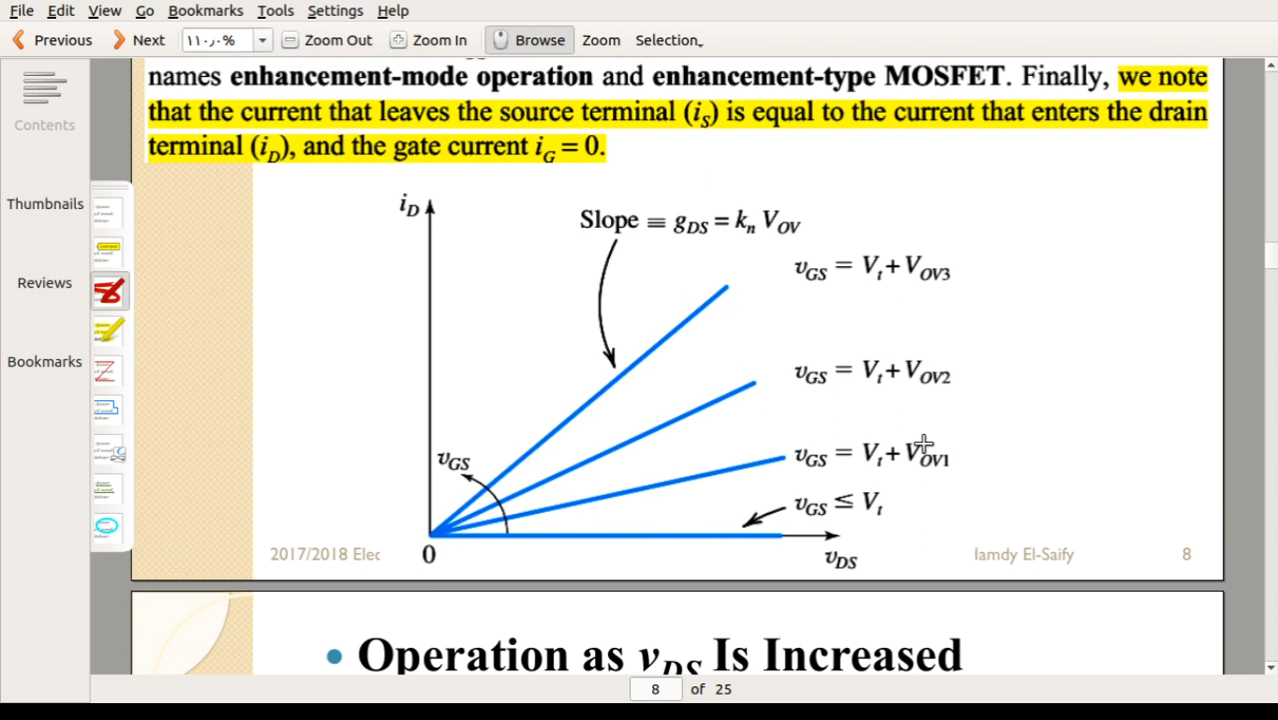 File Edit View Go Bookmarks Tools Settings Help
Previous Next ١١٠٫٠% Zoom Out Zoom In Browse Zoom Selection
Contents
Thumbnails
Reviews
Bookmarks
names enhancement-mode operation and enhancement-type MOSFET. Finally, we note
that the current that leaves the source terminal (iS) is equal to the current that enters the drain
terminal (iD), and the gate current iG = 0.
iD
Slope ≡ gDS = kn VOV
vGS = Vt + VOV3
vGS = Vt + VOV2
vGS = Vt + VOV1
vGS
vGS ≤ Vt
0
vDS
2017/2018 Elec
lamdy El-Saify 8
• Operation as vDS Is Increased
8 of 25